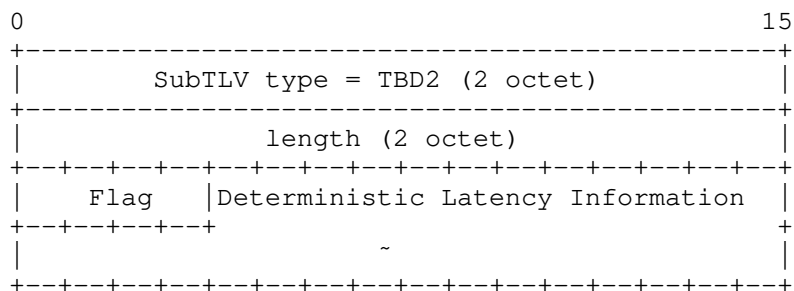 0 15
SubTLV type = TBD2 (2 octet)
length (2 octet)
Flag |Deterministic Latency Information
~